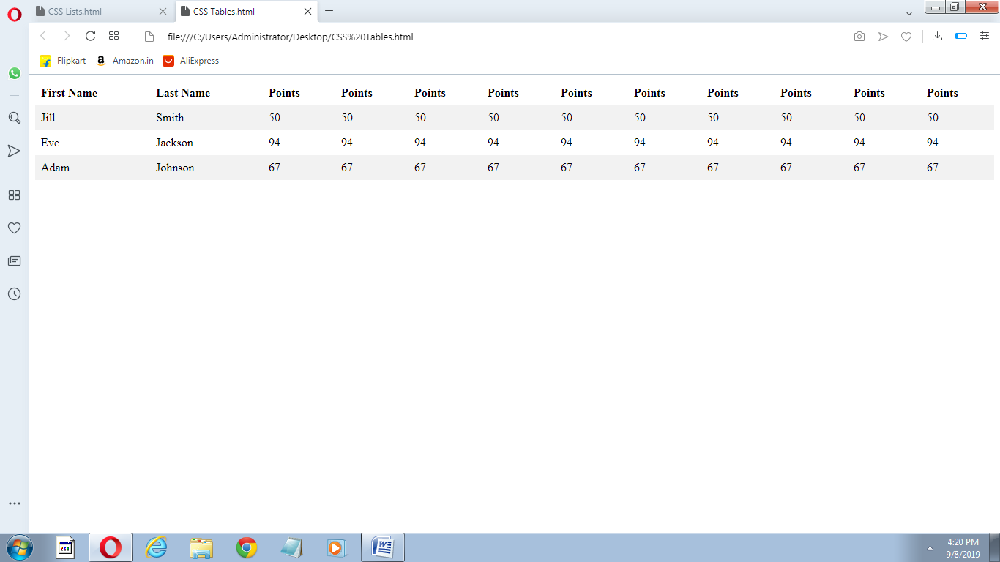 CSS Lists.html CSS Tables.html
file:///C:/Users/Administrator/Desktop/CSS%20Tables.html
Flipkart Amazon.in AliExpress
First Name Last Name Points Points Points Points Points Points Points Points Points Points
Jill Smith 50 50 50 50 50 50 50 50 50 50
Eve Jackson 94 94 94 94 94 94 94 94 94 94
Adam Johnson 67 67 67 67 67 67 67 67 67 67
4:20 PM
9/8/2019